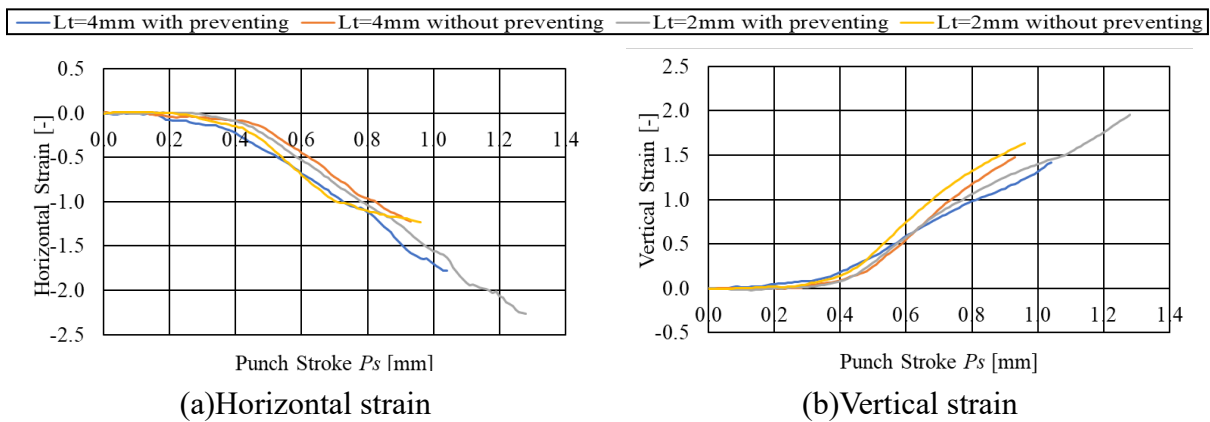 Lt=4mm with preventing Lt=4mm without preventing Lt=2mm with preventing Lt=2mm without preventing
Horizontal Strain [-]
0.5
0.0
-0.5
-1.0
-1.5
-2.0
-2.5
0.0 0.2 0.4 0.6 0.8 1.0 1.2 1.4
Punch Stroke Ps [mm]
(a)Horizontal strain
Vertical Strain [-]
2.5
2.0
1.5
1.0
0.5
0.0
-0.5
0.0 0.2 0.4 0.6 0.8 1.0 1.2 1.4
Punch Stroke Ps [mm]
(b)Vertical strain